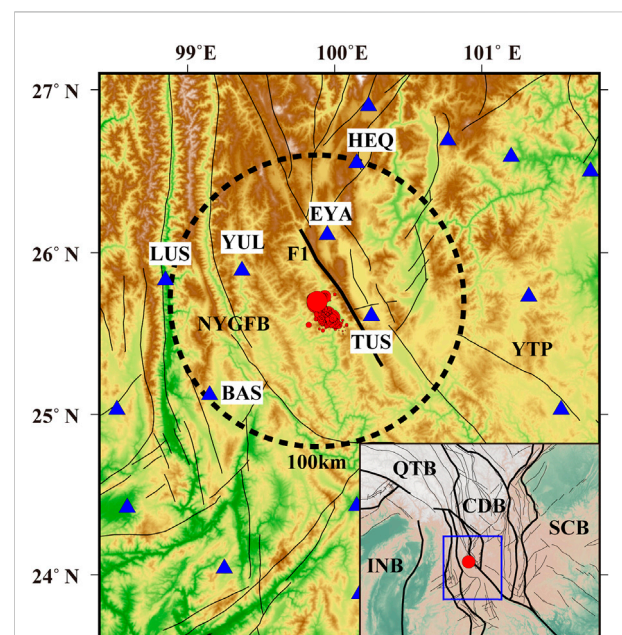 99°E 100°E 101°E
27° N
HEQ
EYA
26° N
F1
YUL
LUS
NYGFB
TUS
YTP
BAS
25° N
100km
QTB
CDB
SCB
INB
24° N